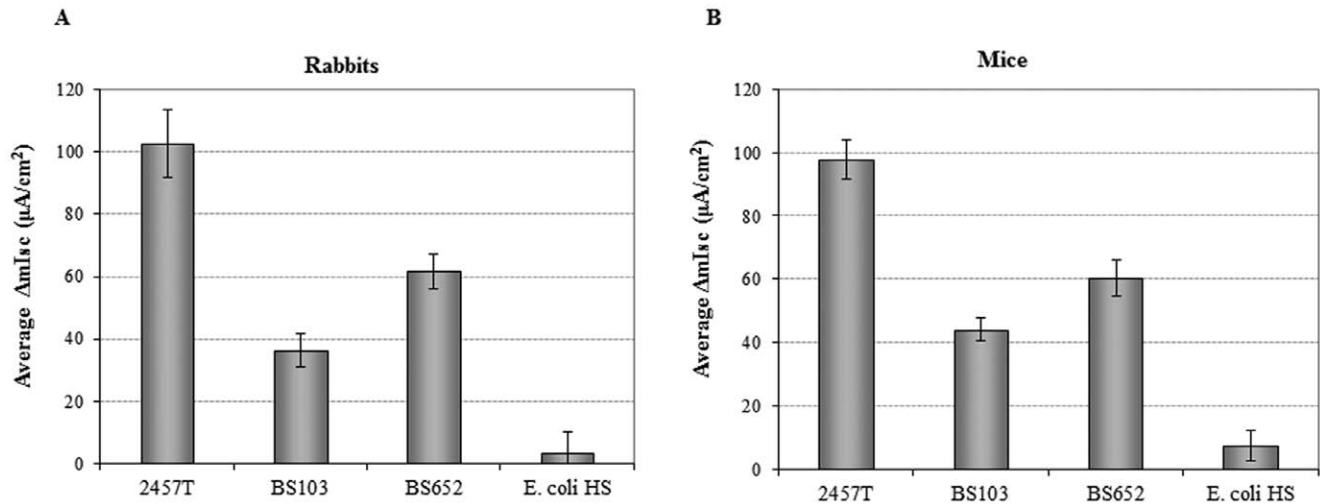 A
Rabbits
Average ΔmIsc (µA/cm²)
120
100
80
60
40
20
0
2457T BS103 BS652 E. coli HS
B
Mice
Average ΔmIsc (µA/cm²)
120
100
80
60
40
20
0
2457T BS103 BS652 E. coli HS